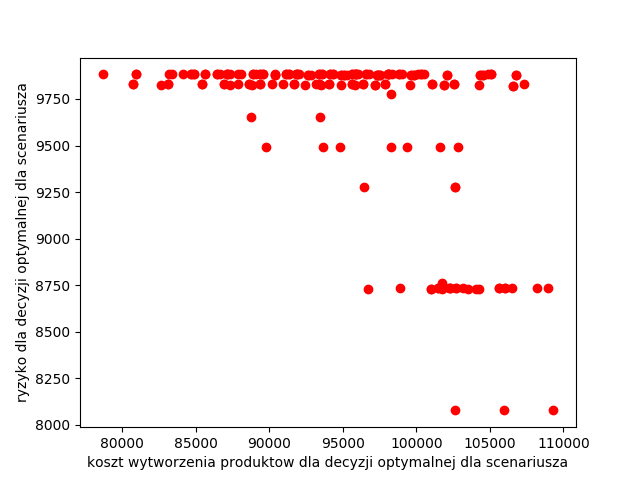 ryzyko dla decyzji optymalnej dla scenariusza
9750
9500
9250
9000
8750
8500
8250
8000
80000 85000 90000 95000 100000 105000 110000
koszt wytworzenia produktow dla decyzji optymalnej dla scenariusza